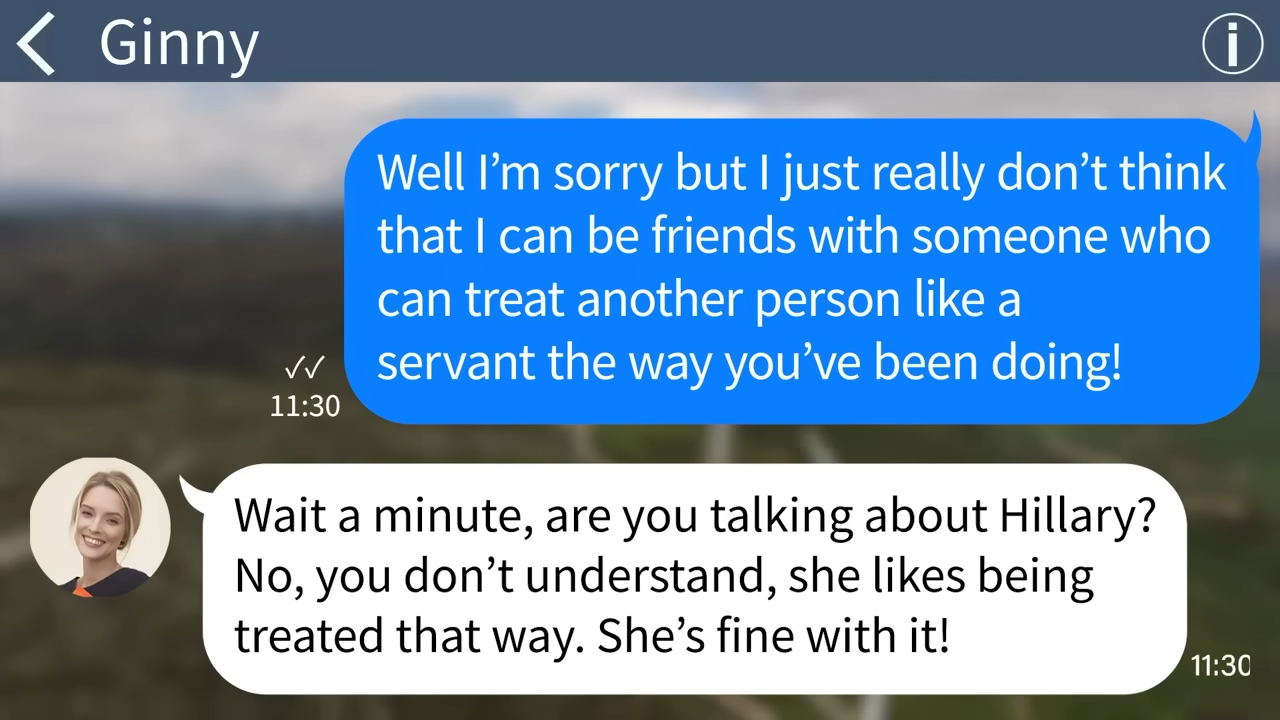 Ginny
Well I’m sorry but I just really don’t think
that I can be friends with someone who
can treat another person like a
servant the way you’ve been doing!
✓✓
11:30
Wait a minute, are you talking about Hillary?
No, you don’t understand, she likes being
treated that way. She’s fine with it!
11:30